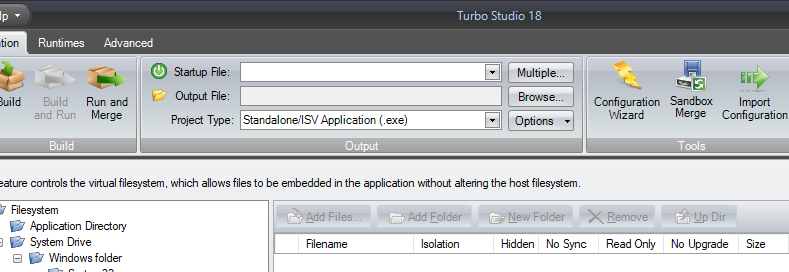 lp
Turbo Studio 18
Runtimes Advanced
Build
Build and Run
Run and Merge
Startup File:
Multiple...
Output File:
Browse...
Project Type: Standalone/ISV Application (.exe)
Options
Configuration Wizard
Sandbox Merge
Import Configuration
Build Output Tools
eature controls the virtual filesystem, which allows files to be embedded in the application without altering the host filesystem.
Filesystem
Application Directory
System Drive
Windows folder
Add Files... Add Folder New Folder Remove Up Dir
Filename Isolation Hidden No Sync Read Only No Upgrade Size